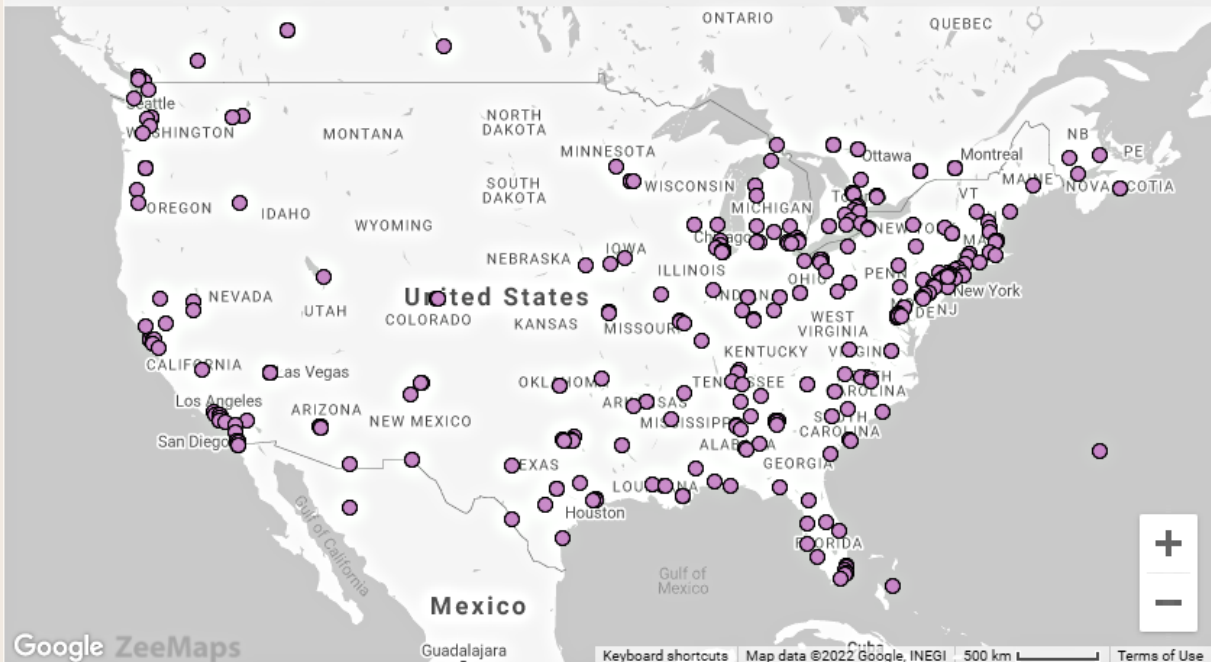 ONTARIO
QUEBEC
Seattle
WASHINGTON
MONTANA
NORTH
DAKOTA
MINNESOTA
Ottawa
Montreal
NB
PE
MAINE
NOVA SCOTIA
SOUTH
DAKOTA
WISCONSIN
VT
MICHIGAN
OREGON
IDAHO
WYOMING
Chicago
IOWA
NEBRASKA
ILLINOIS
OHIO
PENN
NEVADA
UTAH
United States
COLORADO
KANSAS
MISSOURI
New York
DE
NJ
WEST
VIRGINIA
KENTUCKY
VIRGIN
CALIFORNIA
Las Vegas
OKLAHOMA
TENNESSEE
Los Angeles
ARIZONA
NEW MEXICO
ARKANSAS
MISSISSIPP
SOUTH
CAROLINA
San Diego
ALABAMA
GEORGIA
TEXAS
LOUISIANA
Houston
Gulf of California
FLORIDA
Gulf of
Mexico
Mexico
Guadalajara
Cuba
+
−
Google ZeeMaps
Keyboard shortcuts
Map data ©2022 Google, INEGI
500 km
Terms of Use